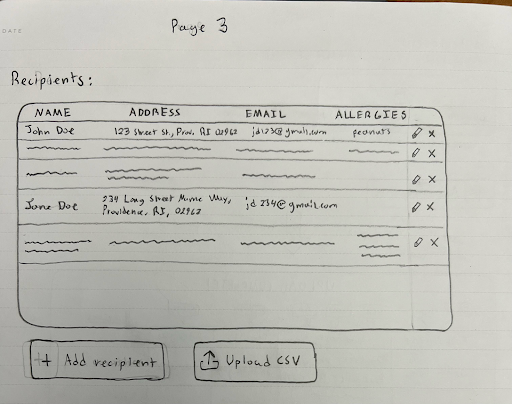 DATE
Page 3
Recipients:
NAME ADDRESS EMAIL ALLERGIES
John Doe 123 Street St., Prov. RI 02962 jd123@gmail.com peanuts x
x
x
Jane Doe 234 Long Street Name Way, jd234@gmail.com x
Providence, RI, 02962
x
+ Add recipient Upload CSV